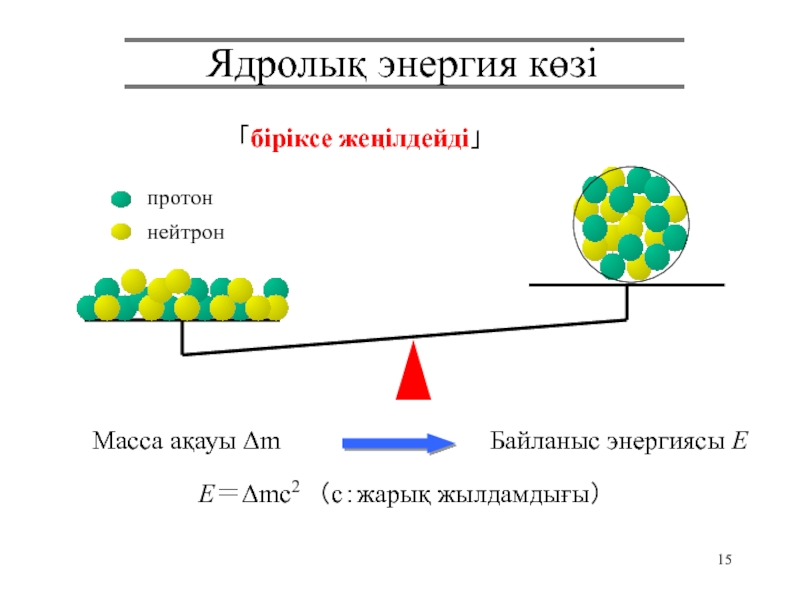 Ядролық энергия көзі
「біріксе жеңілдейді」
протон
нейтрон
Масса ақауы Δm
Байланыс энергиясы E
E＝Δmc² （c：жарық жылдамдығы）
15